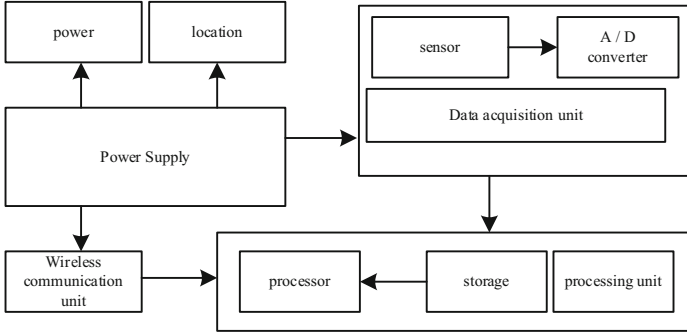 power
location
sensor
A / D
converter
Data acquisition unit
Power Supply
Wireless
communication
unit
processor
storage
processing unit